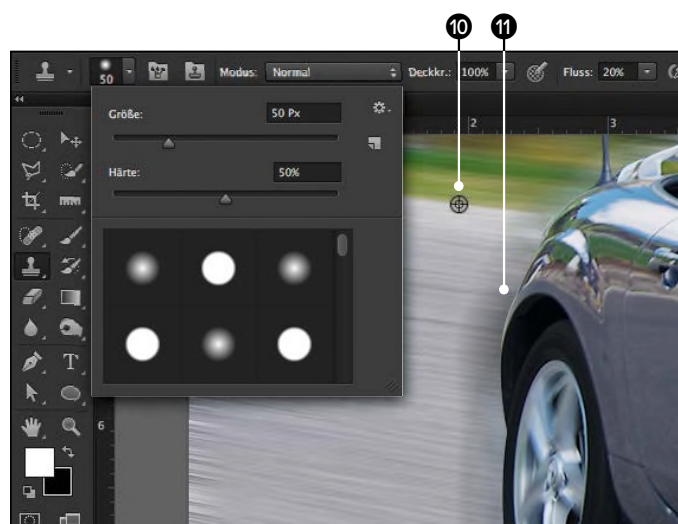 10 11
50 Modus: Normal Deckkr.: 100% Fluss: 20%
Größe: 50 Px
2 3
Härte: 50%
6
T